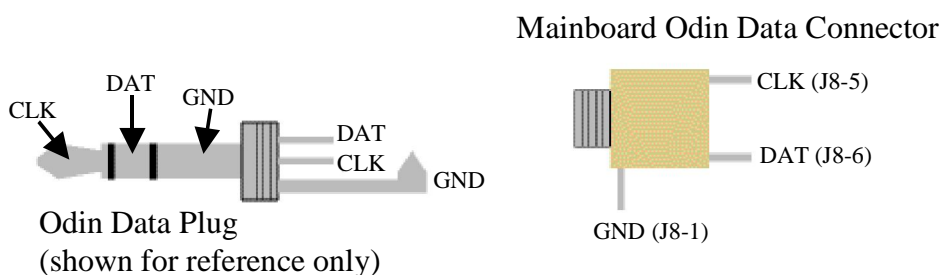 Mainboard Odin Data Connector
DAT
GND
CLK
DAT
CLK
GND
Odin Data Plug
(shown for reference only)
CLK (J8-5)
DAT (J8-6)
GND (J8-1)